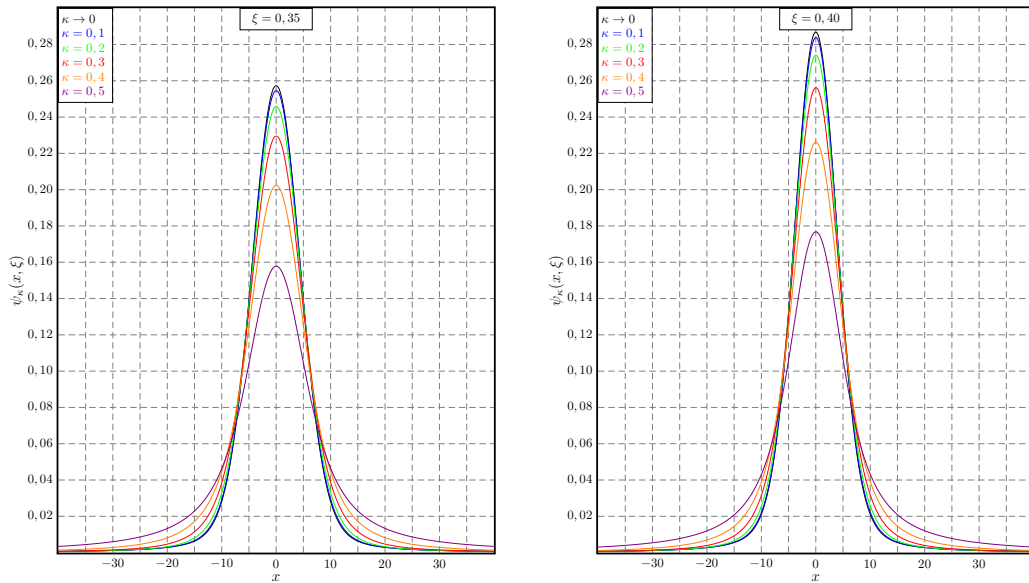 κ → 0
κ = 0, 1
κ = 0, 2
κ = 0, 3
κ = 0, 4
κ = 0, 5
ξ = 0, 35
0, 28
0, 26
0, 24
0, 22
0, 20
0, 18
0, 16
0, 14
0, 12
0, 10
0, 08
0, 06
0, 04
0, 02
ψκ(x, ξ)
−30 −20 −10 0 10 20 30
x
κ → 0
κ = 0, 1
κ = 0, 2
κ = 0, 3
κ = 0, 4
κ = 0, 5
ξ = 0, 40
0, 28
0, 26
0, 24
0, 22
0, 20
0, 18
0, 16
0, 14
0, 12
0, 10
0, 08
0, 06
0, 04
0, 02
ψκ(x, ξ)
−30 −20 −10 0 10 20 30
x